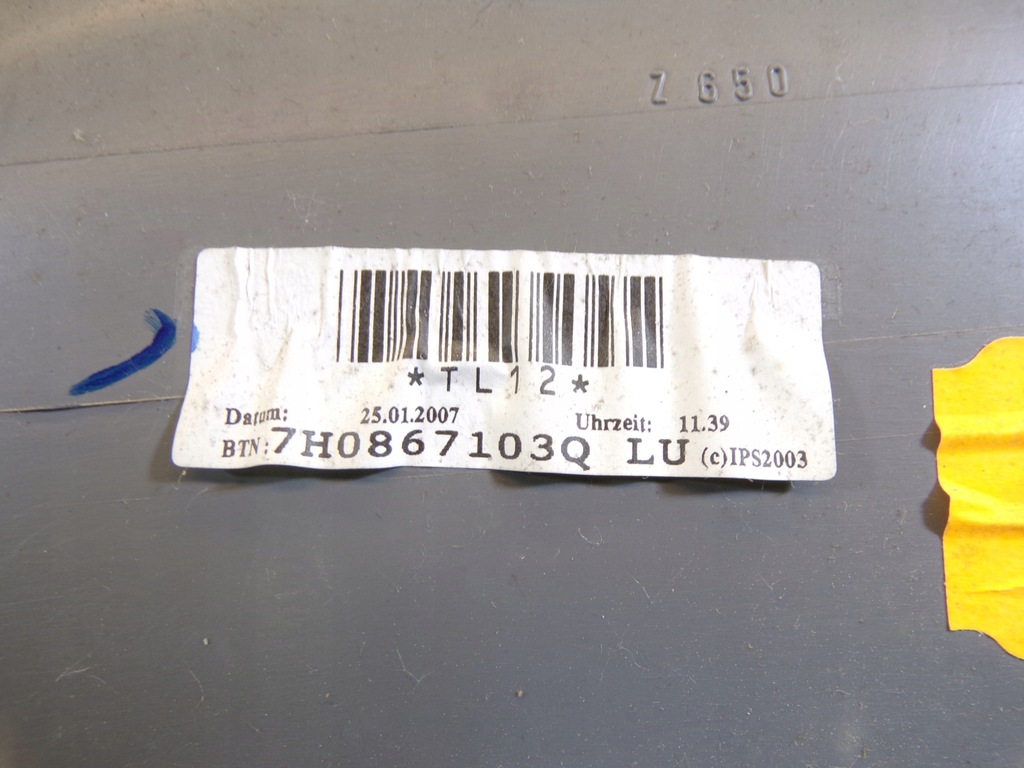 Z 650
*TL12*
Datum: 25.01.2007 Uhrzeit: 11.39
BTN: 7H0867103Q LU (c)IPS2003